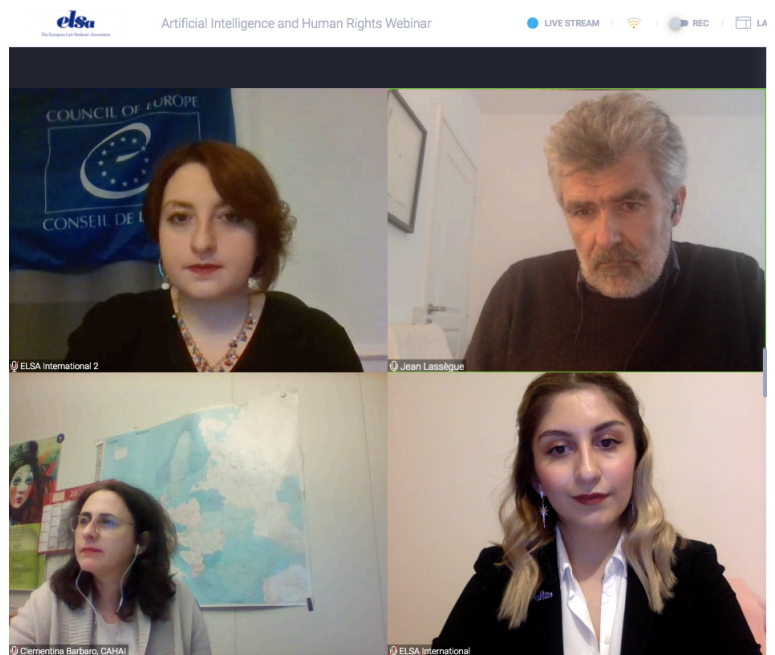 elsa
The European Law Students' Association
Artificial Intelligence and Human Rights Webinar
LIVE STREAM
REC
LA
COUNCIL OF EUROPE
CONSEIL DE L
ELSA International 2
Jean Lassègue
Clementina Barbaro, CAHAI
ELSA International